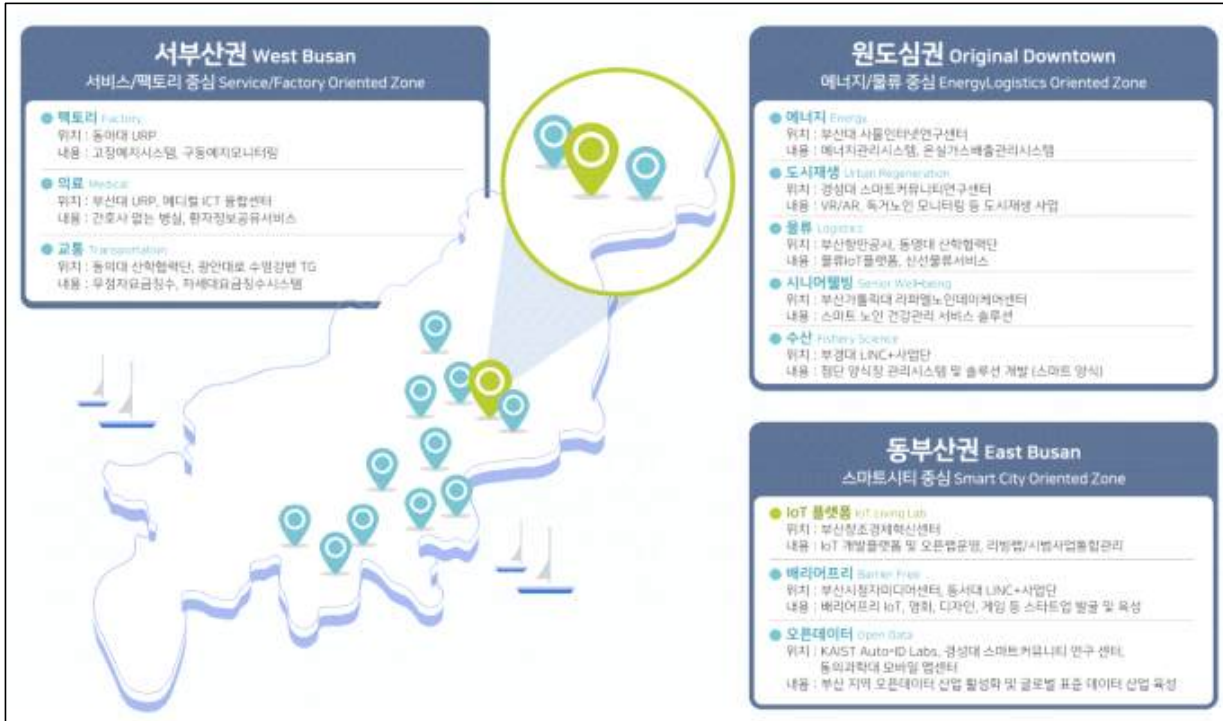 서부산권 West Busan
서비스/팩토리 중심 Service/Factory Oriented Zone
팩토리 Factory
위치 : 동아대 URP
내용 : 고장예지시스템, 구동예지모니터링
의료 Medical
위치 : 부산대 URP, 메디컬 ICT 융합센터
내용 : 간호사 없는 병실, 환자정보공유서비스
교통 Transportation
위치 : 동의대 산학협력단, 광안대로 수영강변 TG
내용 : 무정차요금징수, 차세대요금징수시스템
원도심권 Original Downtown
에너지/물류 중심 EnergyLogistics Oriented Zone
에너지 Energy
위치 : 부산대 사물인터넷연구센터
내용 : 에너지관리시스템, 온실가스배출관리시스템
도시재생 Urban Regeneration
위치 : 경성대 스마트커뮤니티연구센터
내용 : VR/AR, 독거노인 모니터링 등 도시재생 사업
물류 Logistics
위치 : 부산항만공사, 동명대 산학협력단
내용 : 물류IoT플랫폼, 신선물류서비스
시니어웰빙 Senior Well-being
위치 : 부산가톨릭대 라파엘노인데이케어센터
내용 : 스마트 노인 건강관리 서비스 솔루션
수산 Fishery Science
위치 : 부경대 LINC+사업단
내용 : 첨단 양식장 관리시스템 및 솔루션 개발 (스마트 양식)
동부산권 East Busan
스마트시티 중심 Smart City Oriented Zone
IoT 플랫폼 IoT Living Lab
위치 : 부산창조경제혁신센터
내용 : IoT 개발플랫폼 및 오픈랩운영, 리빙랩/시범사업통합관리
배리어프리 Barrier Free
위치 : 부산시청자미디어센터, 동서대 LINC+사업단
내용 : 배리어프리 IoT, 영화, 디자인, 게임 등 스타트업 발굴 및 육성
오픈데이터 Open Data
위치 : KAIST Auto-ID Labs, 경성대 스마트커뮤니티 연구 센터,
동의과학대 모바일 앱센터
내용 : 부산 지역 오픈데이터 산업 활성화 및 글로벌 표준 데이터 산업 육성